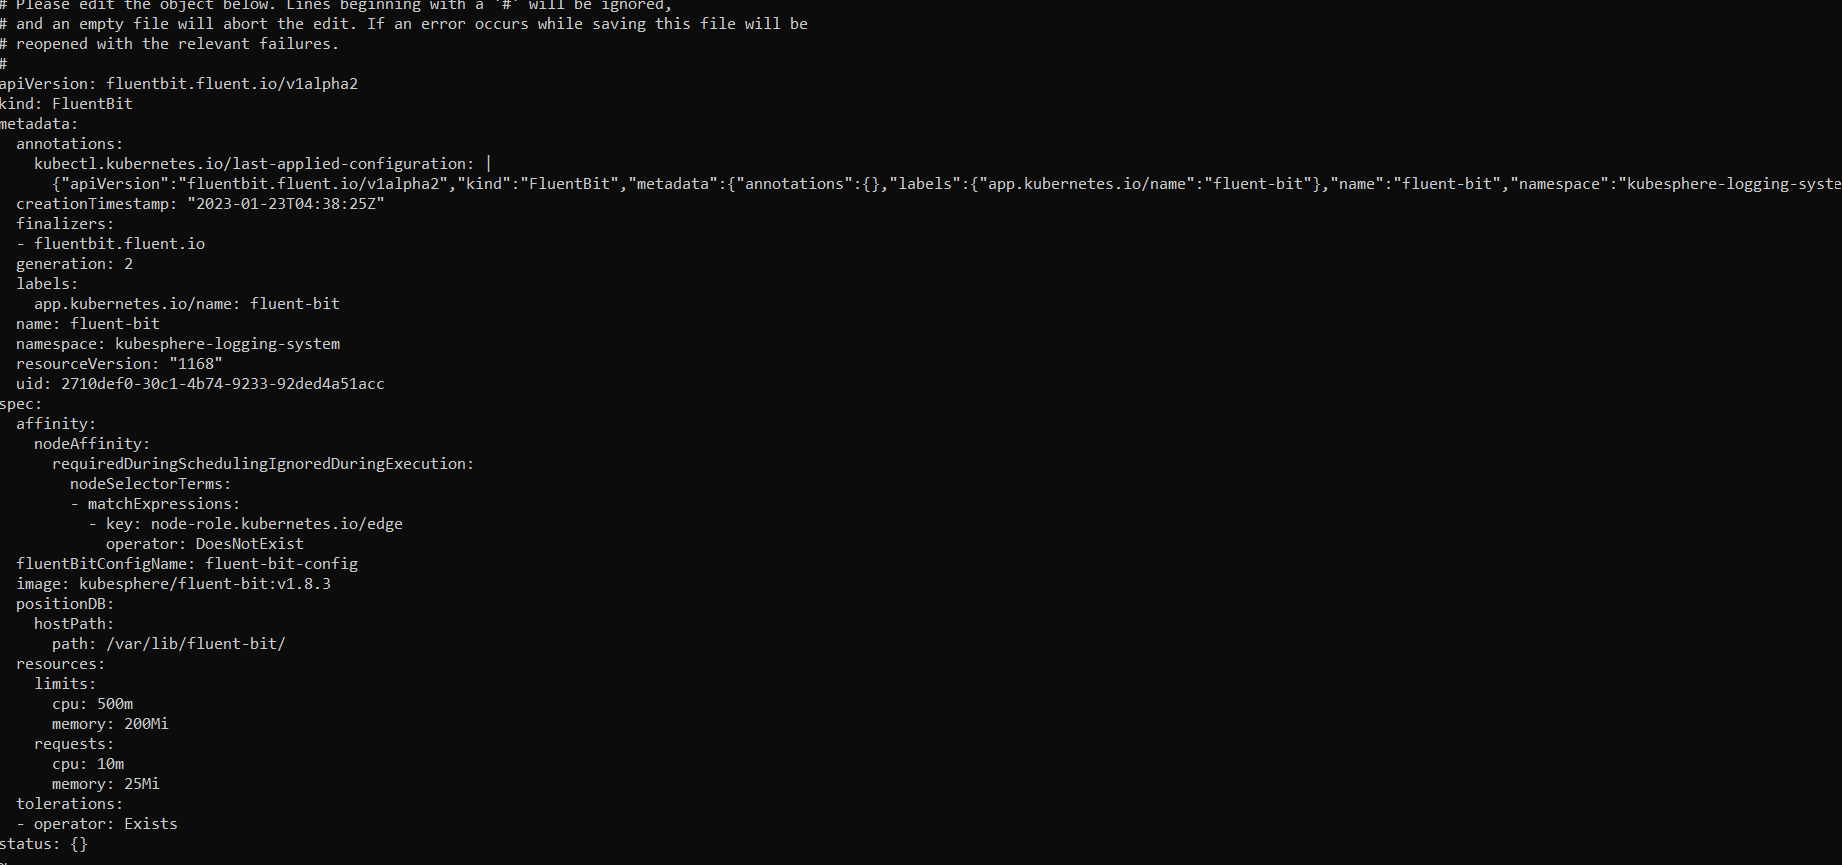 # Please edit the object below. Lines beginning with a '#' will be ignored,
# and an empty file will abort the edit. If an error occurs while saving this file will be
# reopened with the relevant failures.
#
apiVersion: fluentbit.fluent.io/v1alpha2
kind: FluentBit
metadata:
  annotations:
    kubectl.kubernetes.io/last-applied-configuration: |
      {"apiVersion":"fluentbit.fluent.io/v1alpha2","kind":"FluentBit","metadata":{"annotations":{},"labels":{"app.kubernetes.io/name":"fluent-bit"},"name":"fluent-bit","namespace":"kubesphere-logging-syste
  creationTimestamp: "2023-01-23T04:38:25Z"
  finalizers:
  - fluentbit.fluent.io
  generation: 2
  labels:
    app.kubernetes.io/name: fluent-bit
  name: fluent-bit
  namespace: kubesphere-logging-system
  resourceVersion: "1168"
  uid: 2710def0-30c1-4b74-9233-92ded4a51acc
spec:
  affinity:
    nodeAffinity:
      requiredDuringSchedulingIgnoredDuringExecution:
        nodeSelectorTerms:
        - matchExpressions:
          - key: node-role.kubernetes.io/edge
            operator: DoesNotExist
  fluentBitConfigName: fluent-bit-config
  image: kubesphere/fluent-bit:v1.8.3
  positionDB:
    hostPath:
      path: /var/lib/fluent-bit/
  resources:
    limits:
      cpu: 500m
      memory: 200Mi
    requests:
      cpu: 10m
      memory: 25Mi
  tolerations:
  - operator: Exists
status: {}